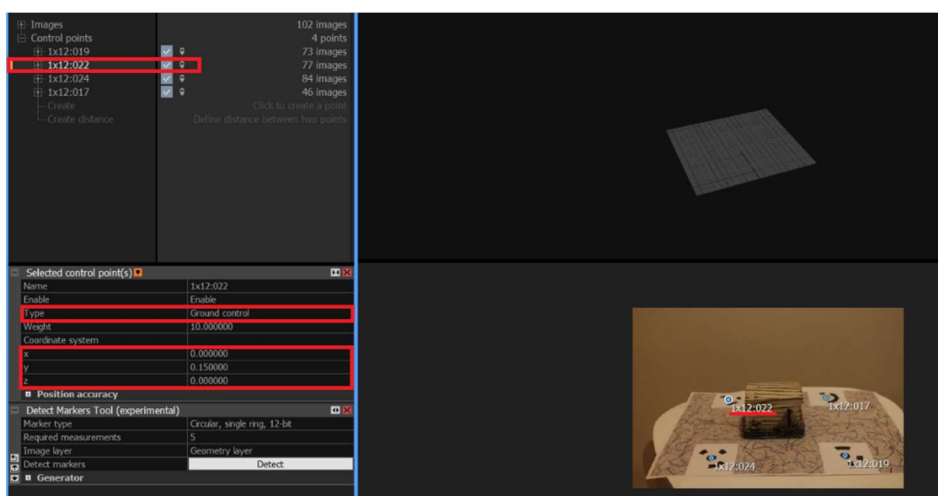 Images 102 images
Control points 4 points
1x12:019 73 images
1x12:022 77 images
1x12:024 84 images
1x12:017 46 images
Create Click to create a point
Create distance Define distance between two points
Selected control point(s)
Name 1x12:022
Enable Enable
Type Ground control
Weight 10.000000
Coordinate system
x 0.000000
y 0.150000
z 0.000000
Position accuracy
Detect Markers Tool (experimental)
Marker type Circular, single ring, 12-bit
Required measurements 5
Image layer Geometry layer
Detect markers Detect
Generator
1x12:022
1x12:017
1x12:024
1x12:019